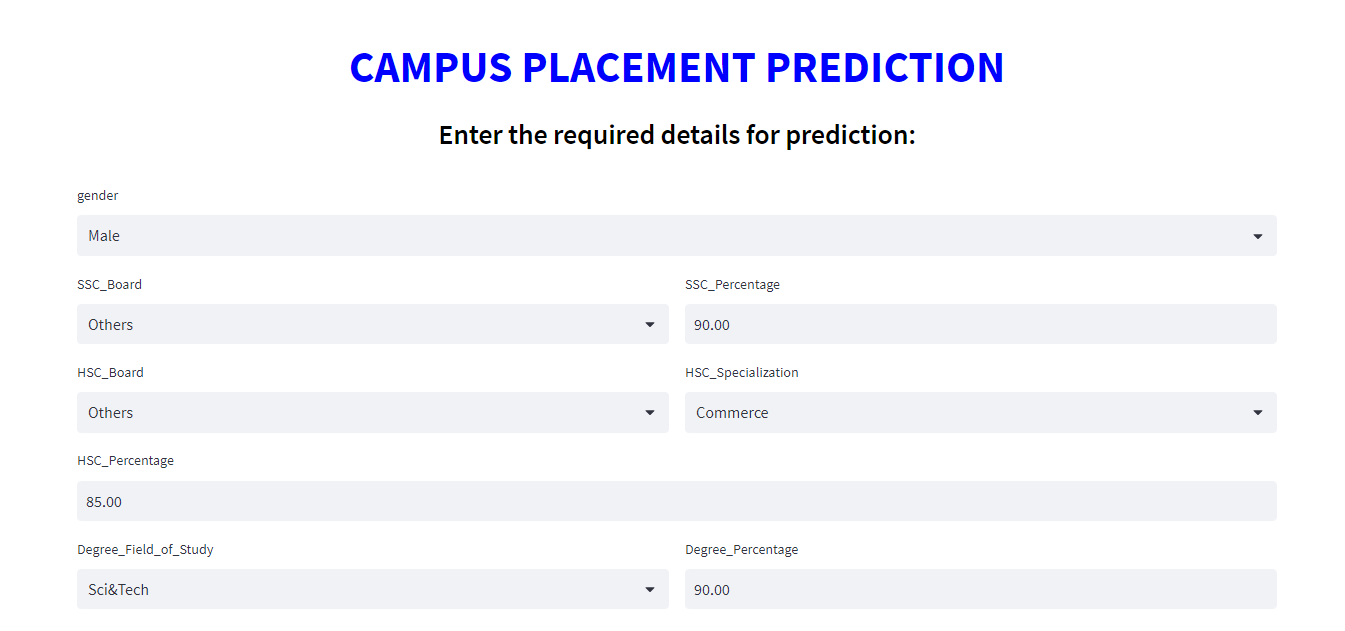 CAMPUS PLACEMENT PREDICTION
Enter the required details for prediction:
gender
Male
SSC_Board
SSC_Percentage
Others
90.00
HSC_Board
HSC_Specialization
Others
Commerce
HSC_Percentage
85.00
Degree_Field_of_Study
Degree_Percentage
Sci&Tech
90.00